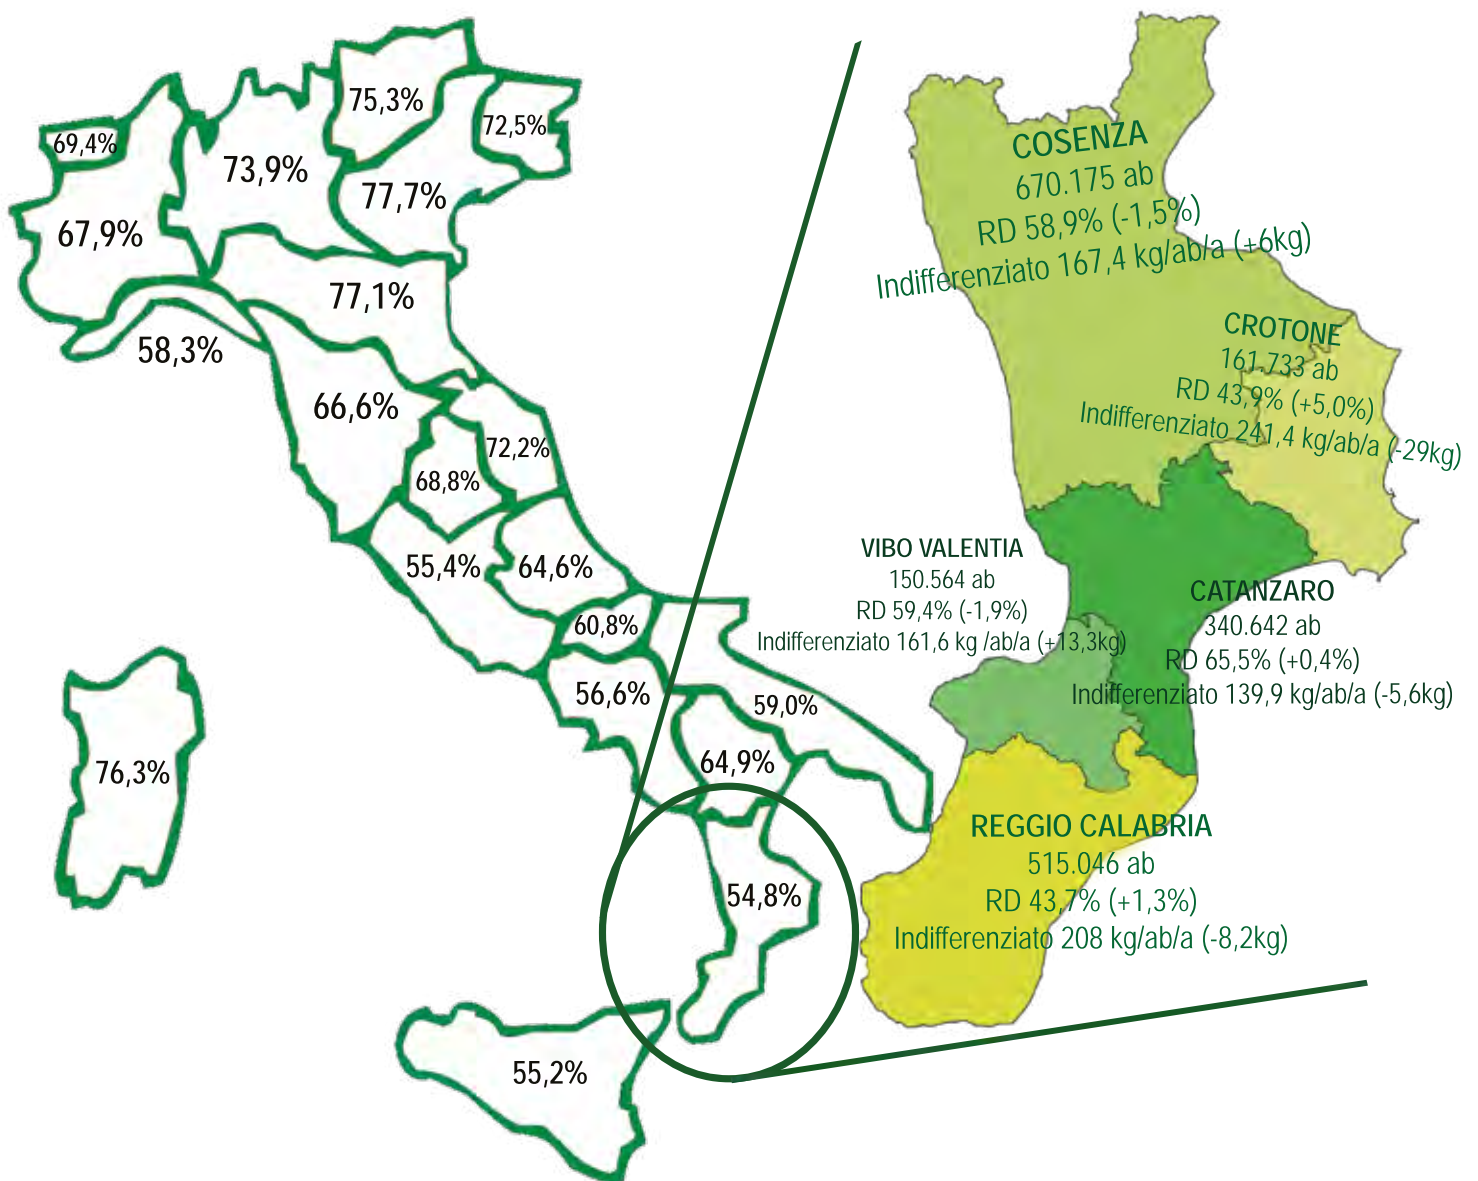 75,3%
72,5%
69,4%
73,9%
77,7%
67,9%
77,1%
58,3%
66,6%
72,2%
68,8%
55,4%
64,6%
60,8%
56,6%
59,0%
64,9%
76,3%
54,8%
55,2%
COSENZA
670.175 ab
RD 58,9% (-1,5%)
Indifferenziato 167,4 kg/ab/a (+6kg)
CROTONE
161.733 ab
RD 43,9% (+5,0%)
Indifferenziato 241,4 kg/ab/a (-29kg)
VIBO VALENTIA
150.564 ab
RD 59,4% (-1,9%)
Indifferenziato 161,6 kg /ab/a (+13,3kg)
CATANZARO
340.642 ab
RD 65,5% (+0,4%)
Indifferenziato 139,9 kg/ab/a (-5,6kg)
REGGIO CALABRIA
515.046 ab
RD 43,7% (+1,3%)
Indifferenziato 208 kg/ab/a (-8,2kg)